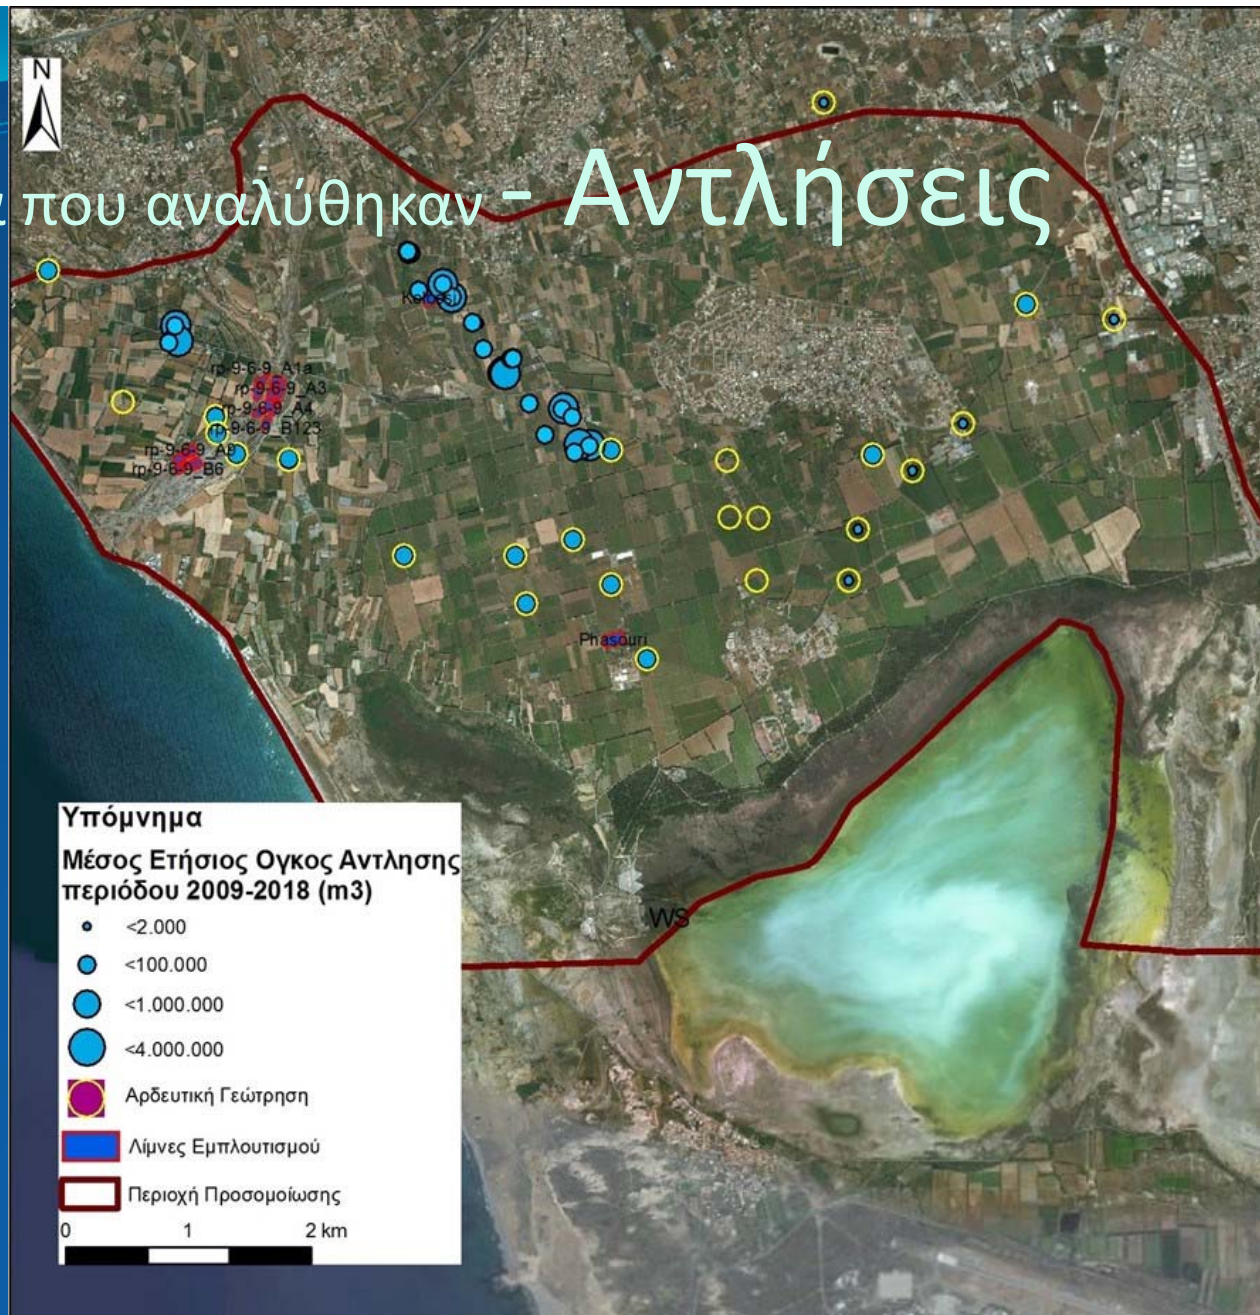 N
που αναλύθηκαν - Αντλήσεις
rp-9-6-9_A1a
rp-9-6-9_A3
rp-9-6-9_A4
rp-9-6-9_B123
rp-9-6-9_A9
rp-9-6-9_B6
Phasouri
WS
Υπόμνημα
Μέσος Ετήσιος Ογκος Αντλησης
περιόδου 2009-2018 (m3)
<2.000
<100.000
<1.000.000
<4.000.000
Αρδευτική Γεώτρηση
Λίμνες Εμπλουτισμού
Περιοχή Προσομοίωσης
0 1 2 km